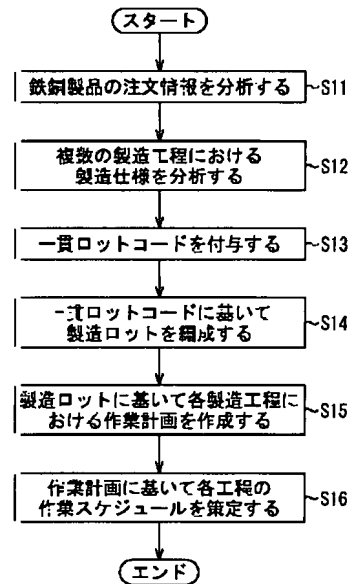 スタート
鉄鋼製品の注文情報を分析する
~S11
複数の製造工程における
製造仕様を分析する
~S12
一貫ロットコードを付与する
~S13
一貫ロットコードに基いて
製造ロットを編成する
~S14
製造ロットに基いて各製造工程に
おける作業計画を作成する
~S15
作業計画に基いて各工程の
作業スケジュールを策定する
~S16
エンド